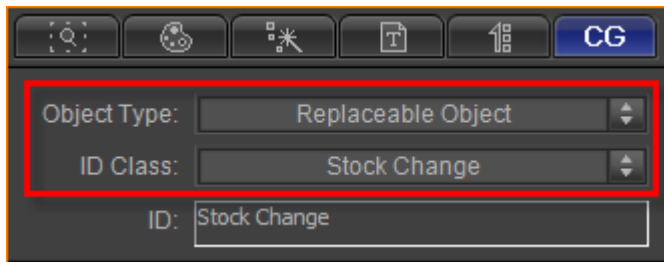 CG
Object Type: Replaceable Object
ID Class: Stock Change
ID: Stock Change